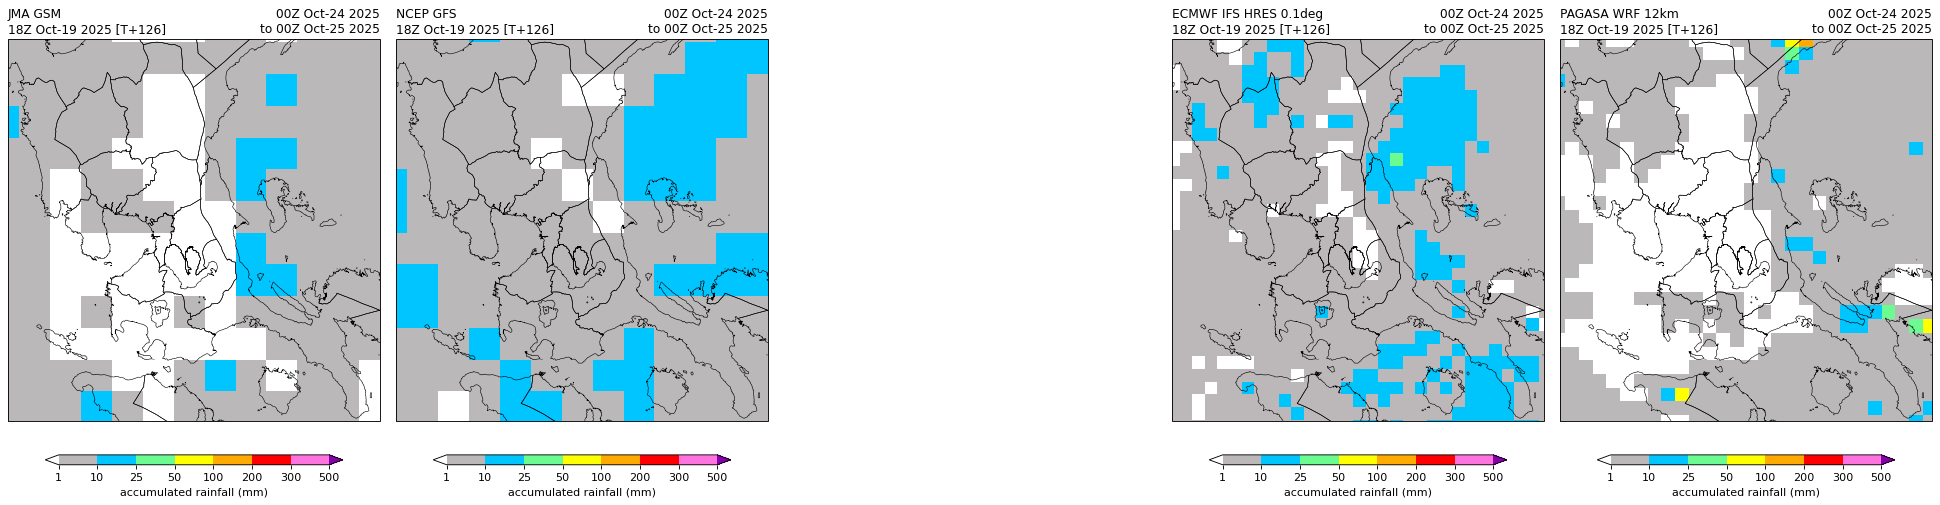 JMA GSM 00Z Oct-24 2025
18Z Oct-19 2025 [T+126] to 00Z Oct-25 2025
1 10 25 50 100 200 300 500
accumulated rainfall (mm)
NCEP GFS 00Z Oct-24 2025
18Z Oct-19 2025 [T+126] to 00Z Oct-25 2025
1 10 25 50 100 200 300 500
accumulated rainfall (mm)
ECMWF IFS HRES 0.1deg 00Z Oct-24 2025
18Z Oct-19 2025 [T+126] to 00Z Oct-25 2025
1 10 25 50 100 200 300 500
accumulated rainfall (mm)
PAGASA WRF 12km 00Z Oct-24 2025
18Z Oct-19 2025 [T+126] to 00Z Oct-25 2025
1 10 25 50 100 200 300 500
accumulated rainfall (mm)